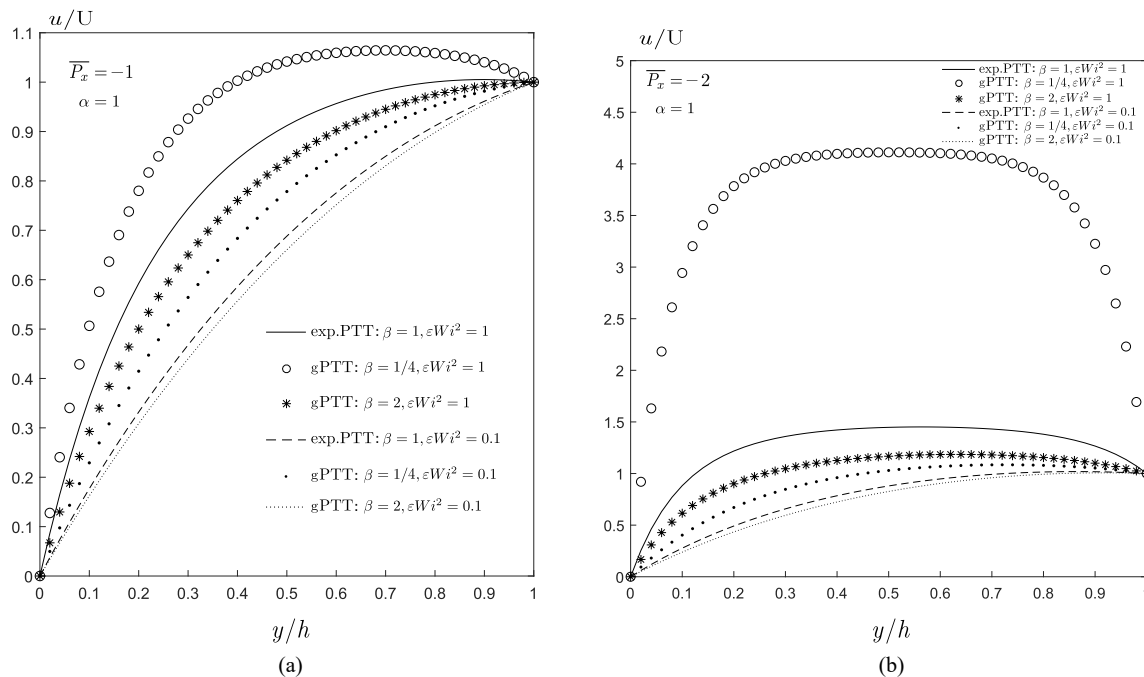 u/U
1.1
1
0.9
0.8
0.7
0.6
0.5
0.4
0.3
0.2
0.1
0
P̅ₓ = −1
α = 1
exp.PTT: β = 1, εWi² = 1
gPTT: β = 1/4, εWi² = 1
gPTT: β = 2, εWi² = 1
exp.PTT: β = 1, εWi² = 0.1
gPTT: β = 1/4, εWi² = 0.1
gPTT: β = 2, εWi² = 0.1
0 0.1 0.2 0.3 0.4 0.5 0.6 0.7 0.8 0.9 1
y/h
(a)
u/U
5
4.5
4
3.5
3
2.5
2
1.5
1
0.5
0
P̅ₓ = −2
α = 1
exp.PTT: β = 1, εWi² = 1
gPTT: β = 1/4, εWi² = 1
gPTT: β = 2, εWi² = 1
exp.PTT: β = 1, εWi² = 0.1
gPTT: β = 1/4, εWi² = 0.1
gPTT: β = 2, εWi² = 0.1
0 0.1 0.2 0.3 0.4 0.5 0.6 0.7 0.8 0.9
y/h
(b)